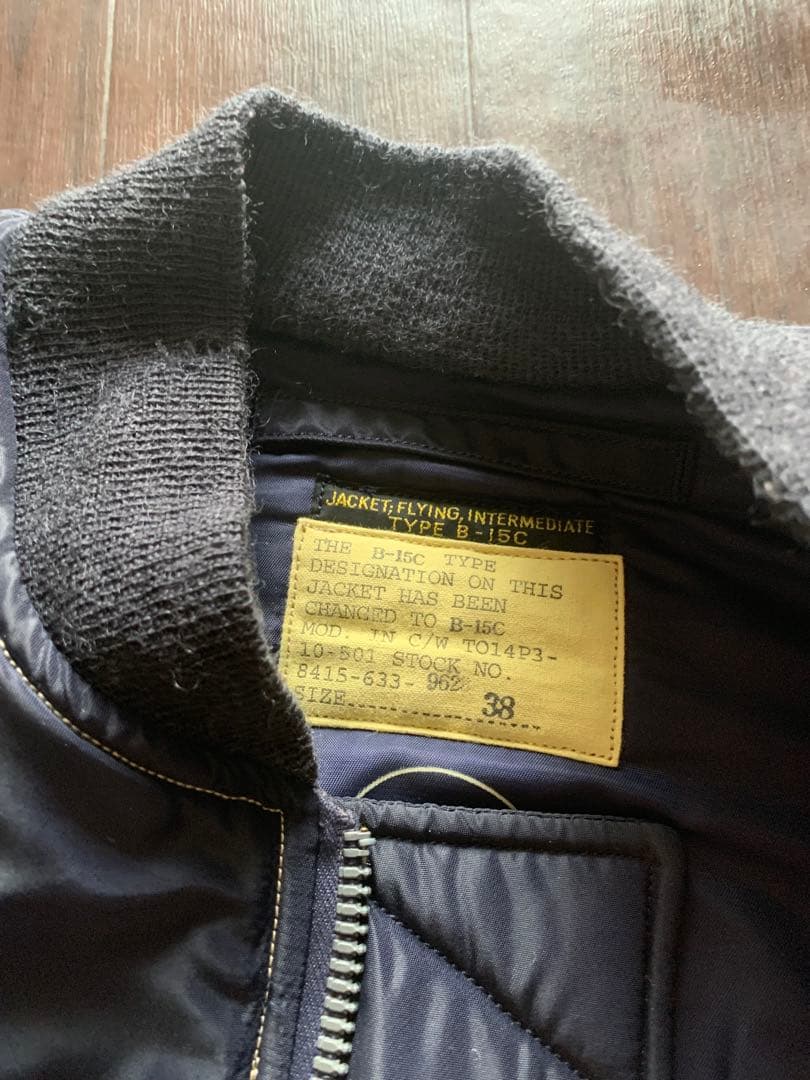 JACKET, FLYING, INTERMEDIATE
TYPE B-15C
THE B-15C TYPE
DESIGNATION ON THIS
JACKET HAS BEEN
CHANGED TO B-15C
MOD. IN C/W TO14P3-
10-501 STOCK NO.
8415-633-962
SIZE 38